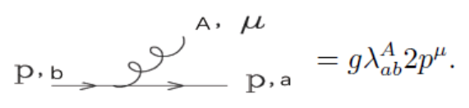 A, μ
p, b p, a = gλ^A_{ab}2p^μ.